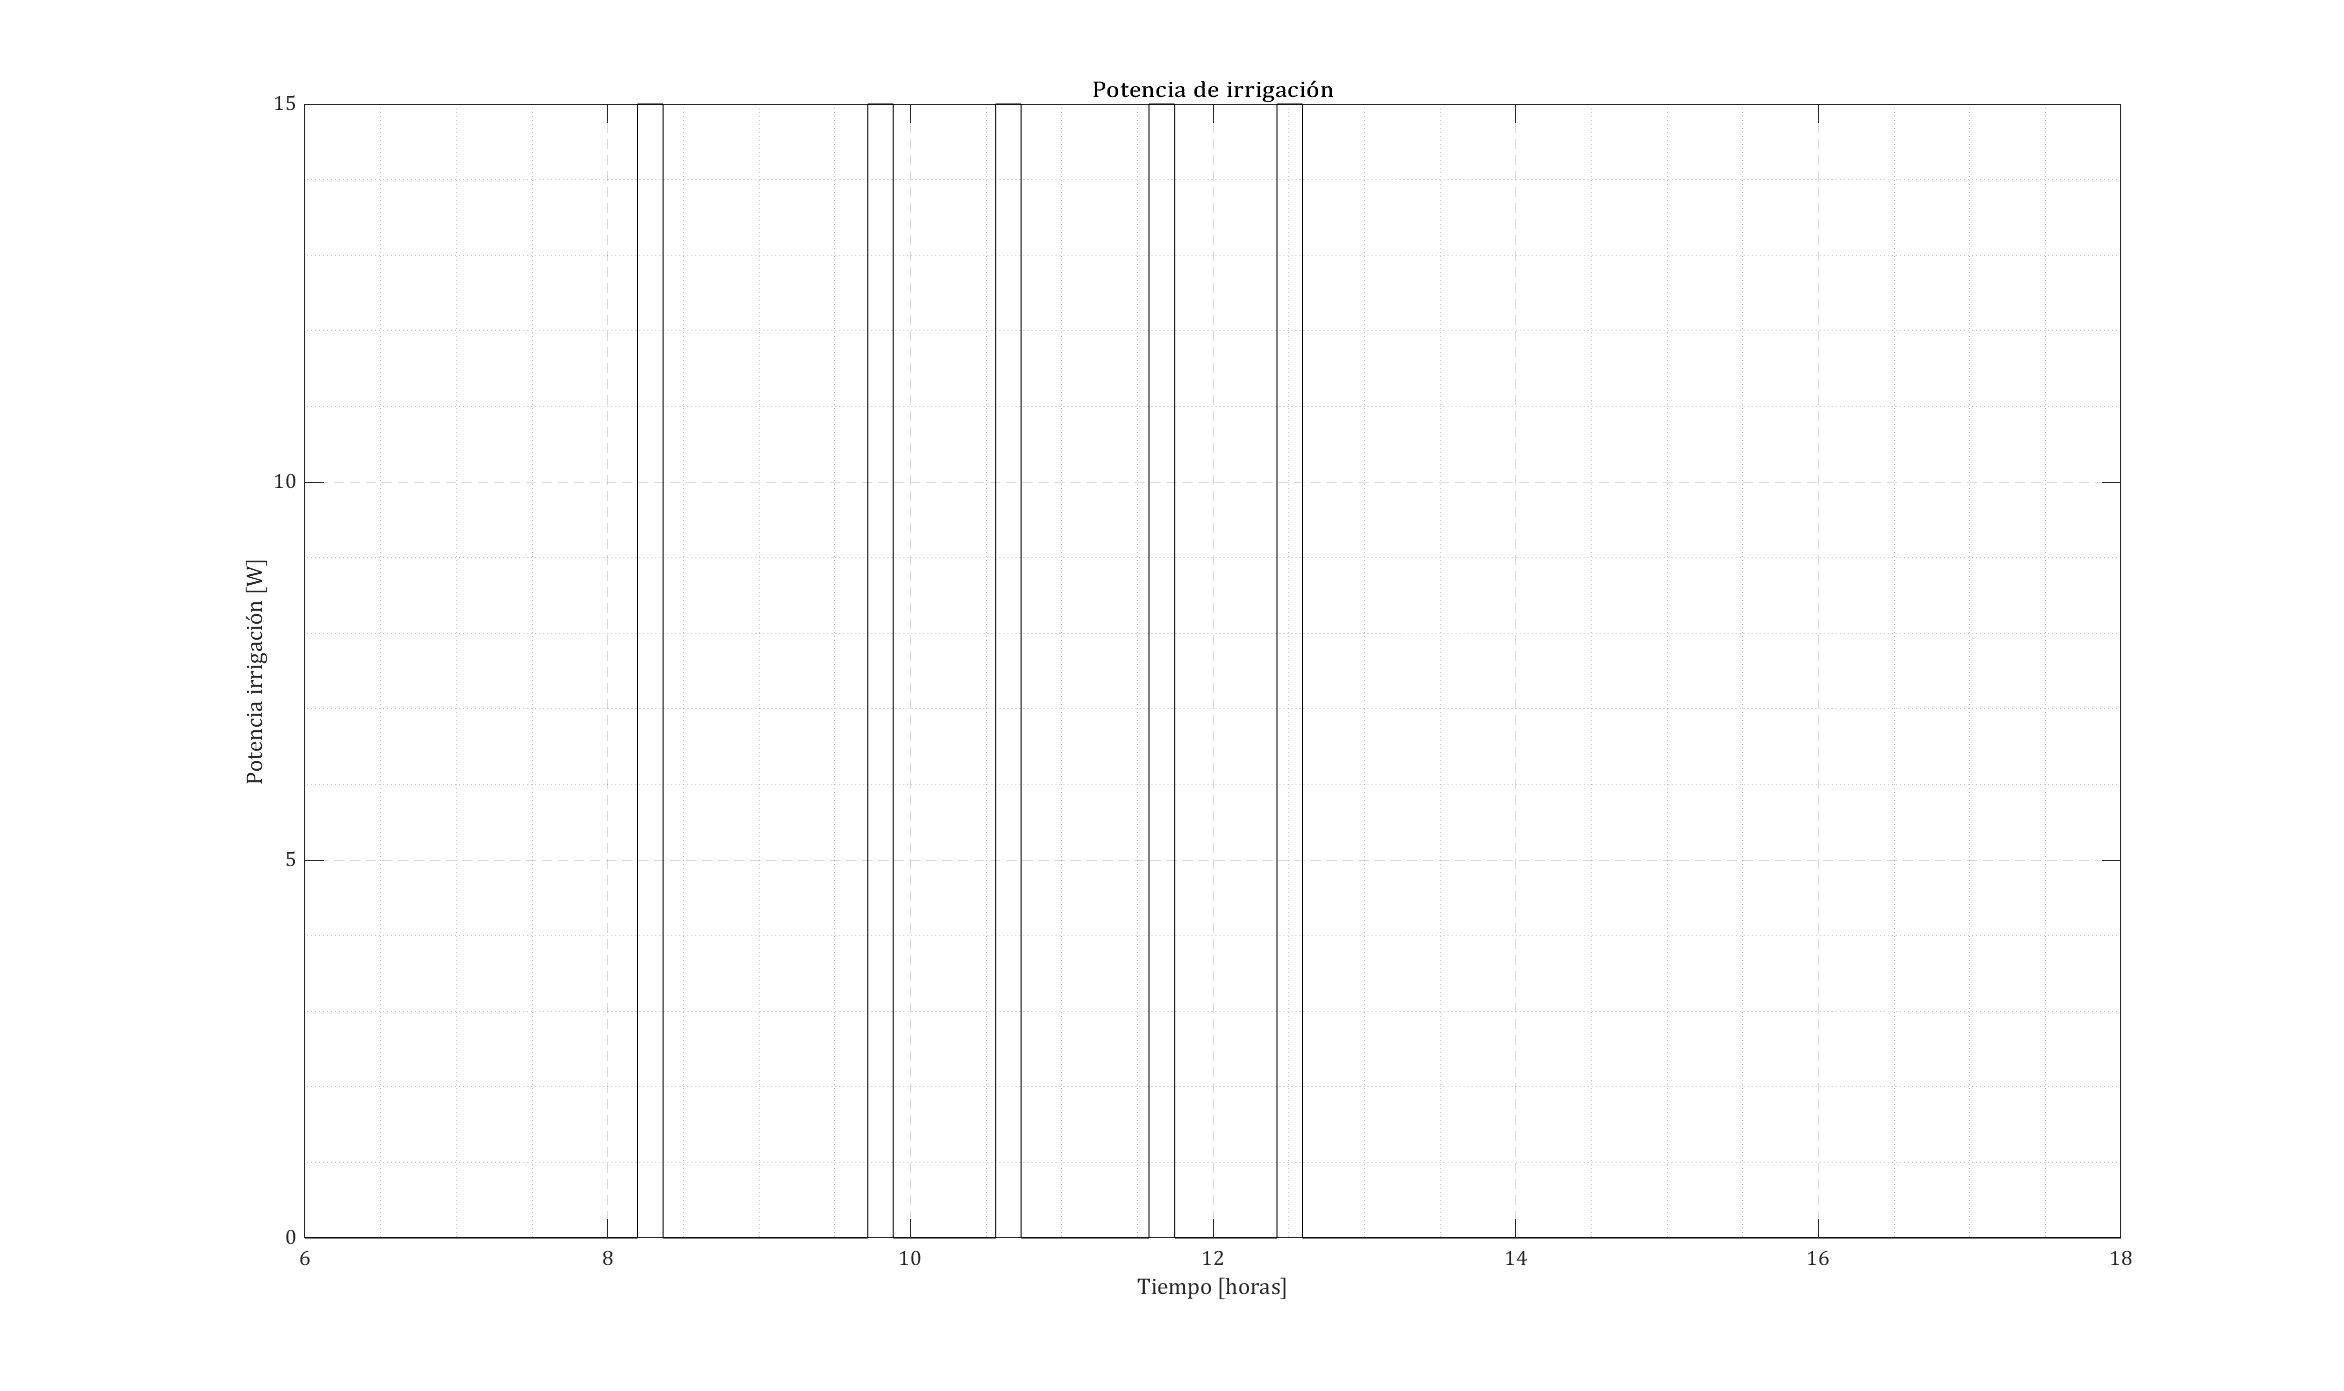 Potencia de irrigación
15
10
5
0
Potencia irrigación [W]
6 8 10 12 14 16 18
Tiempo [horas]